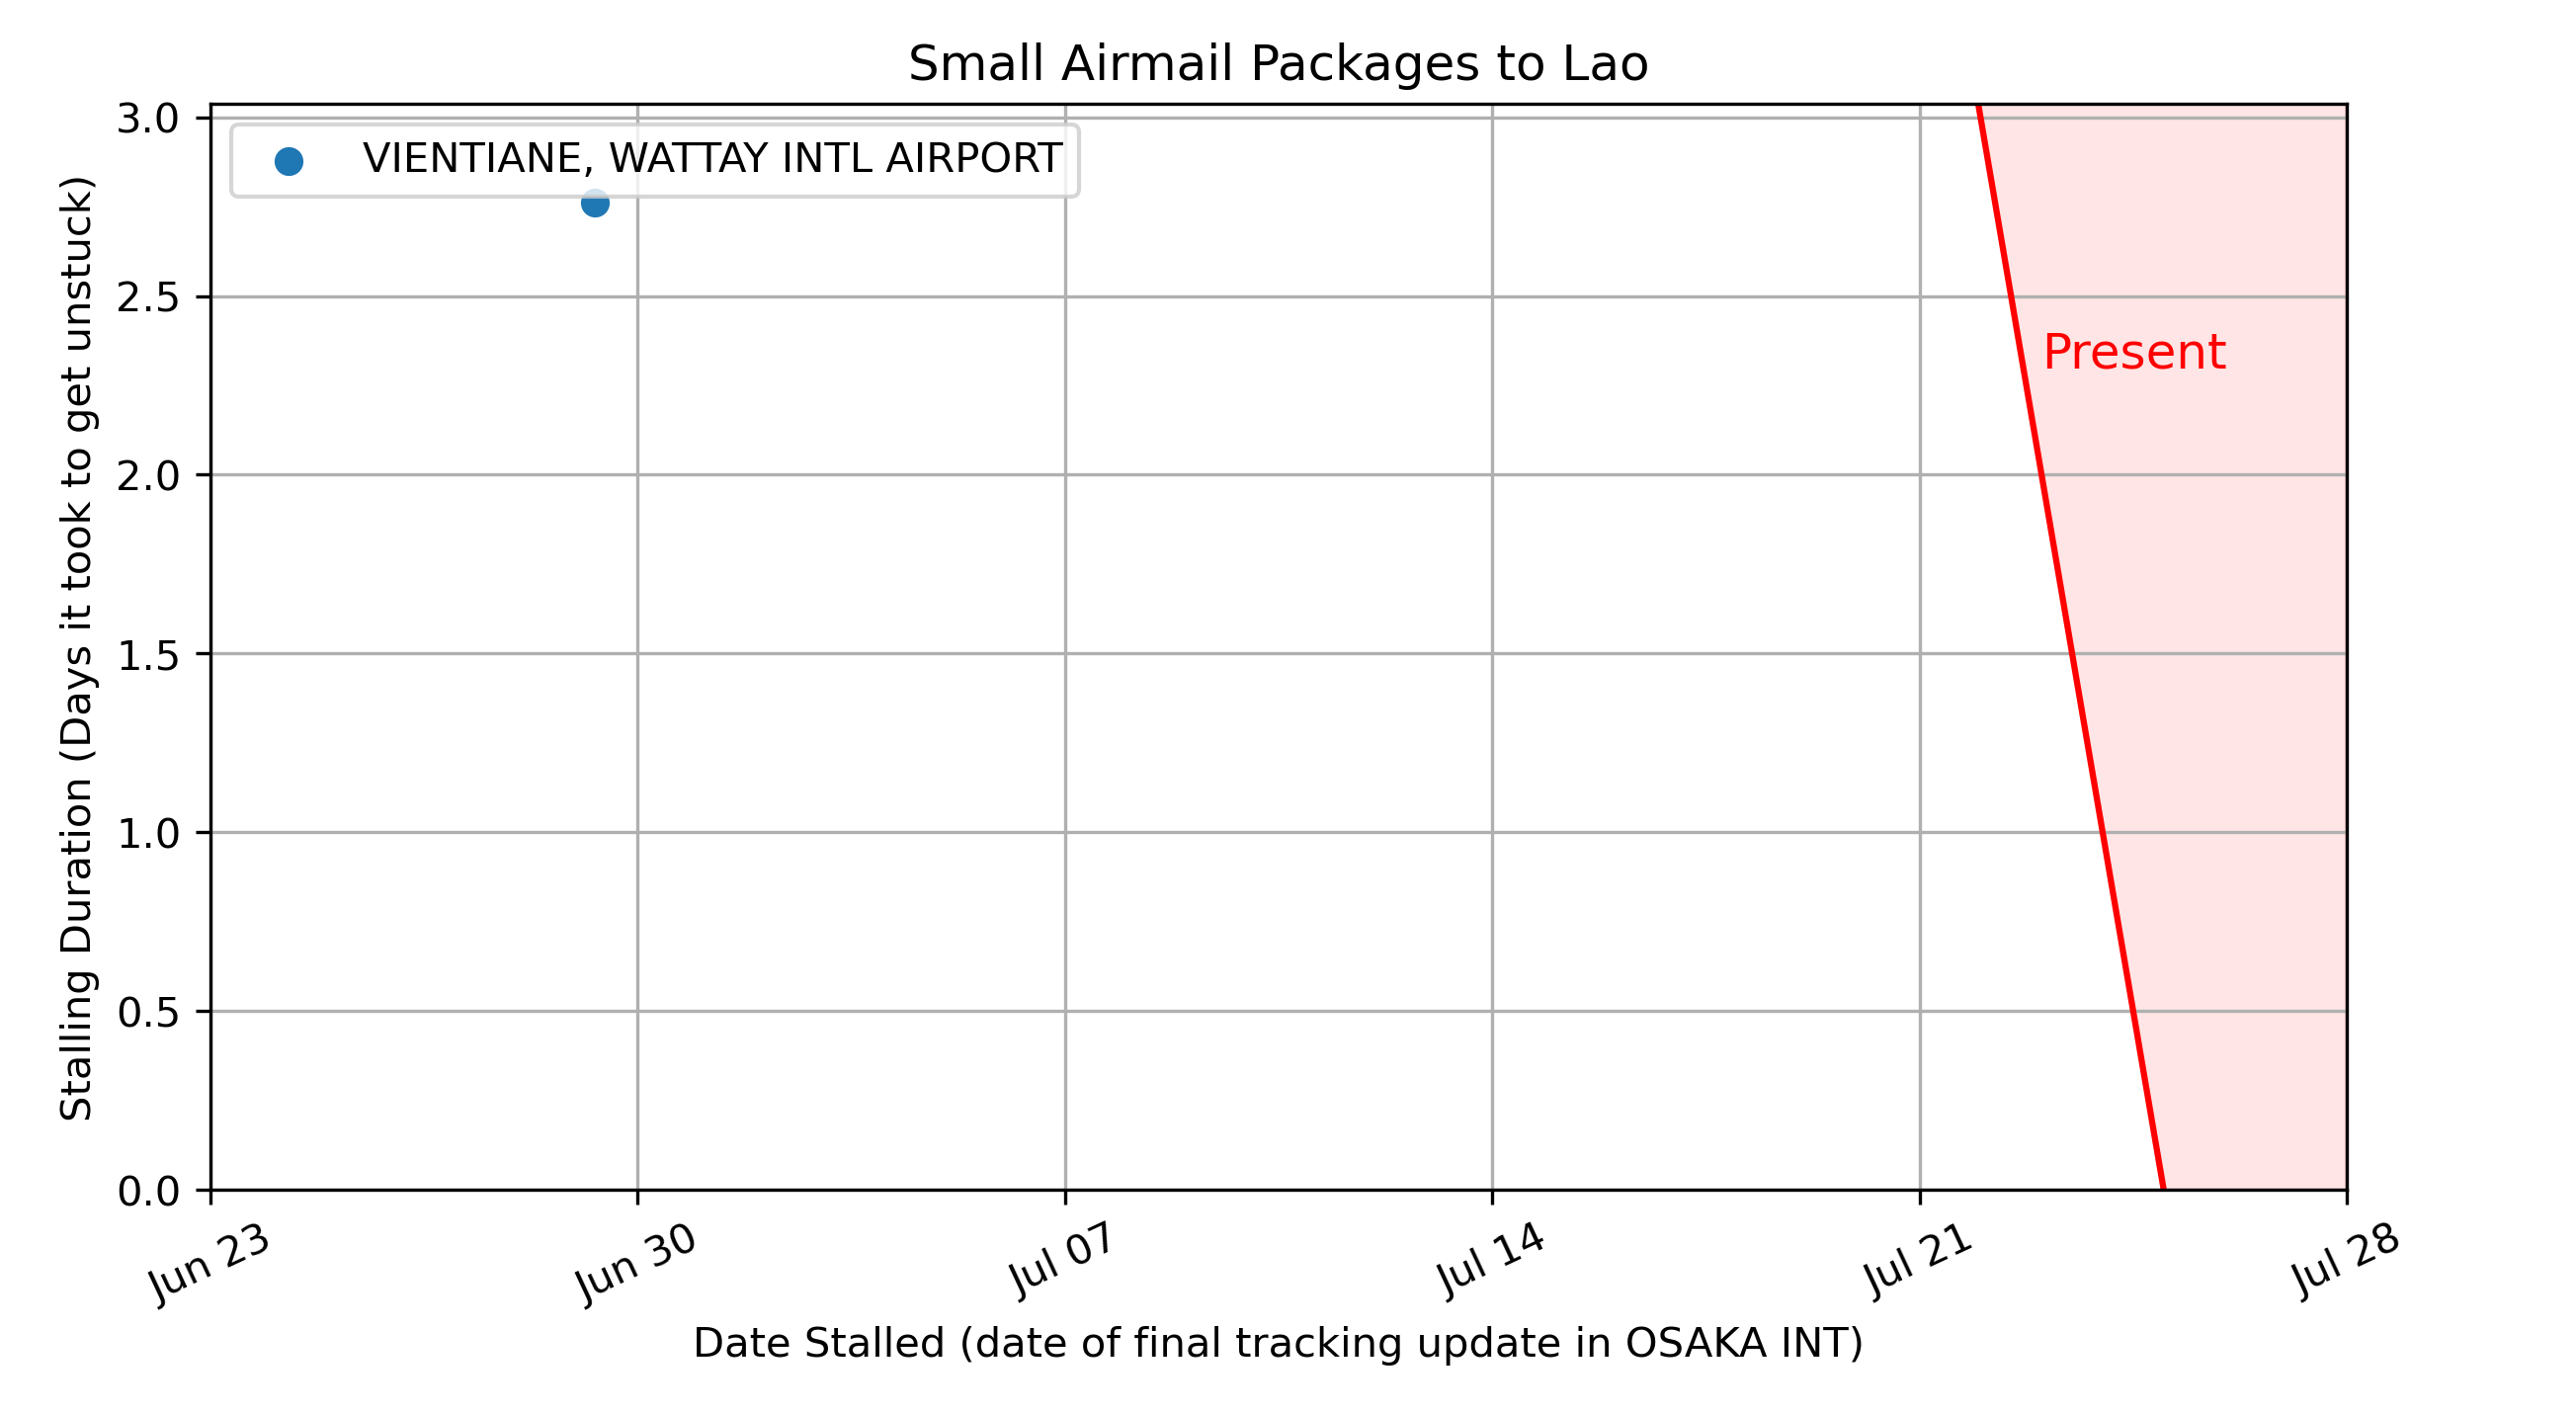 Small Airmail Packages to Lao
VIENTIANE, WATTAY INTL AIRPORT
Present
Stalling Duration (Days it took to get unstuck)
3.0
2.5
2.0
1.5
1.0
0.5
0.0
Jun 23
Jun 30
Jul 07
Jul 14
Jul 21
Jul 28
Date Stalled (date of final tracking update in OSAKA INT)